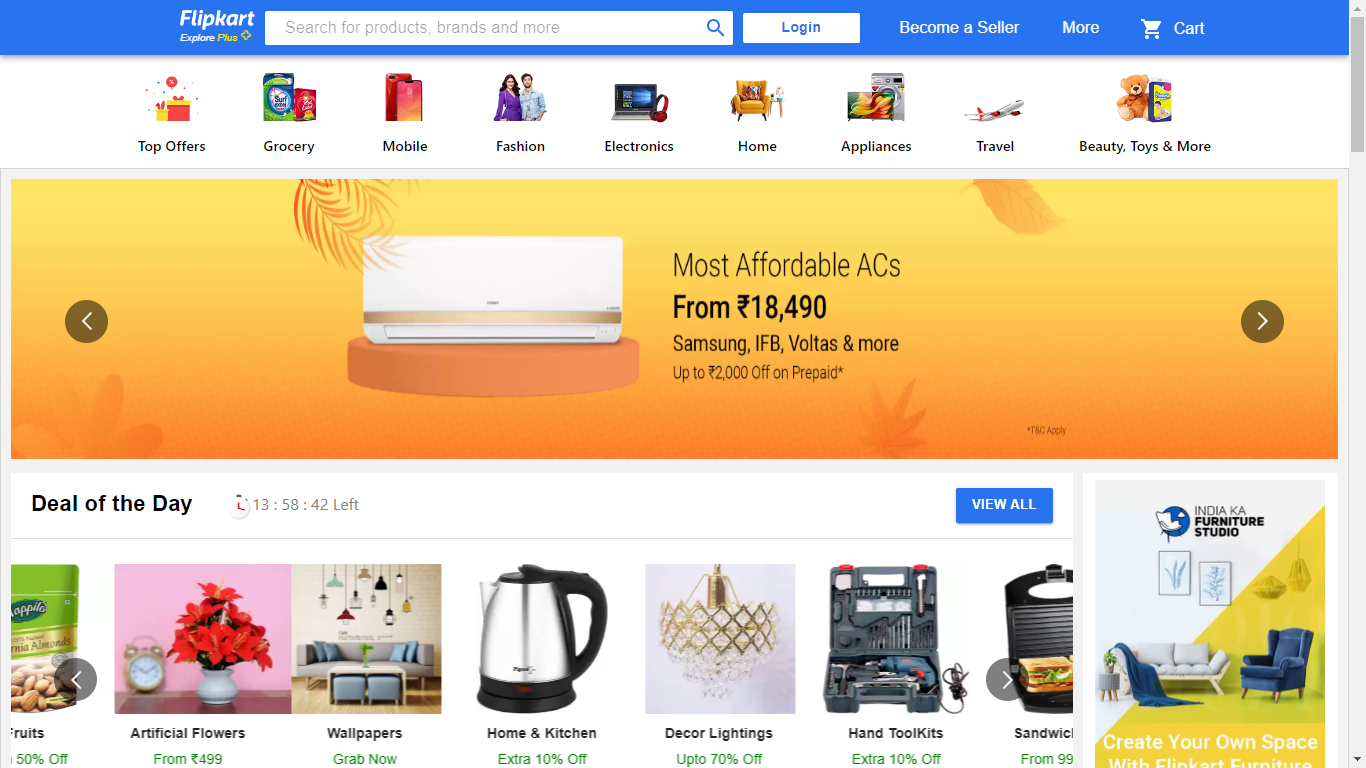 Flipkart
Explore Plus
Search for products, brands and more
Login
Become a Seller
More
Cart
Top Offers
Grocery
Mobile
Fashion
Electronics
Home
Appliances
Travel
Beauty, Toys & More
Most Affordable ACs
From ₹18,490
Samsung, IFB, Voltas & more
Up to ₹2,000 Off on Prepaid*
*T&C Apply
Deal of the Day
13 : 58 : 42 Left
VIEW ALL
INDIA KA
FURNITURE
STUDIO
Artificial Flowers
Wallpapers
Home & Kitchen
Decor Lightings
Hand ToolKits
From ₹499
Grab Now
Extra 10% Off
Upto 70% Off
Extra 10% Off
50% Off
From 99
Create Your Own Space
With Flipkart Furniture